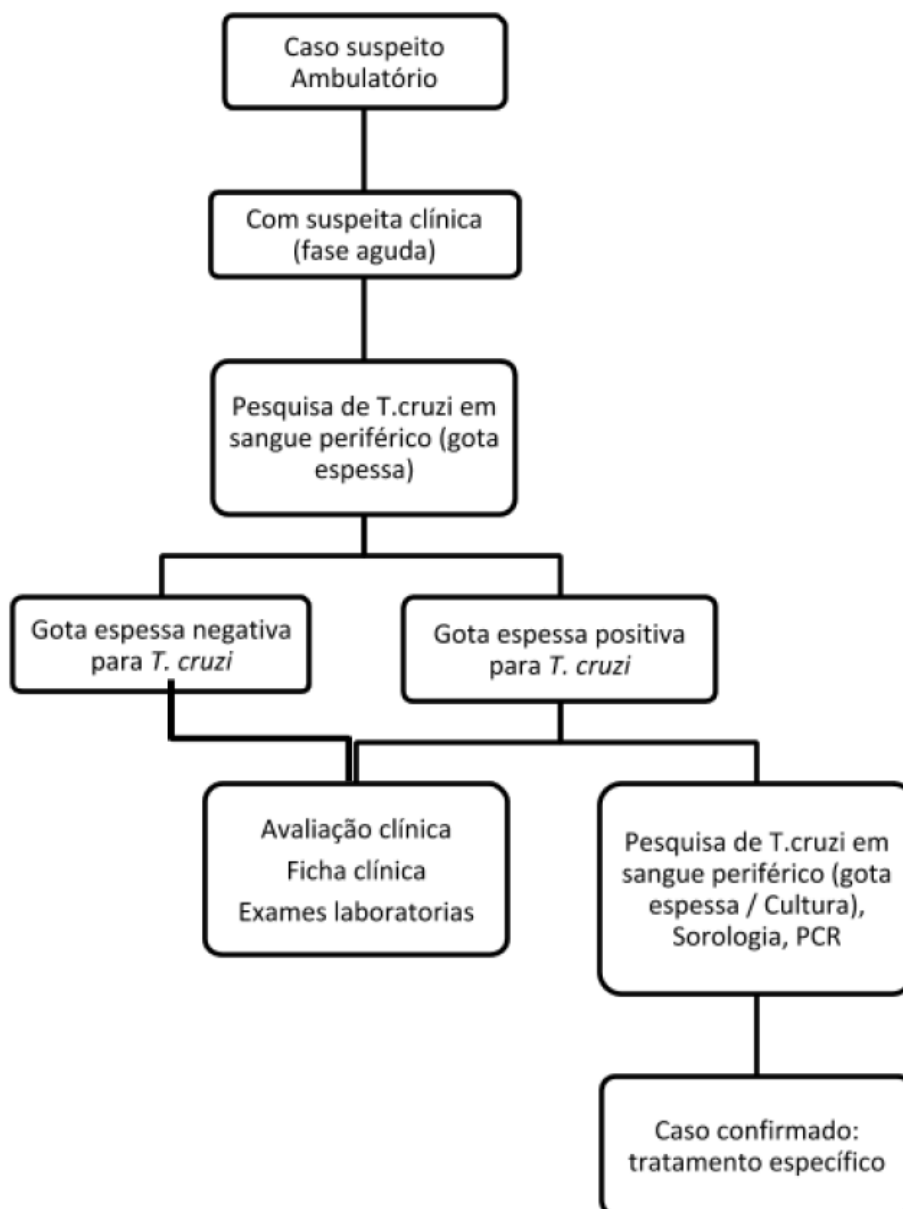 Caso suspeito
Ambulatório
Com suspeita clínica
(fase aguda)
Pesquisa de T.cruzi em
sangue periférico (gota
espessa)
Gota espessa negativa
para T. cruzi
Gota espessa positiva
para T. cruzi
Avaliação clínica
Ficha clínica
Exames laboratorias
Pesquisa de T.cruzi em
sangue periférico (gota
espessa / Cultura),
Sorologia, PCR
Caso confirmado:
tratamento específico